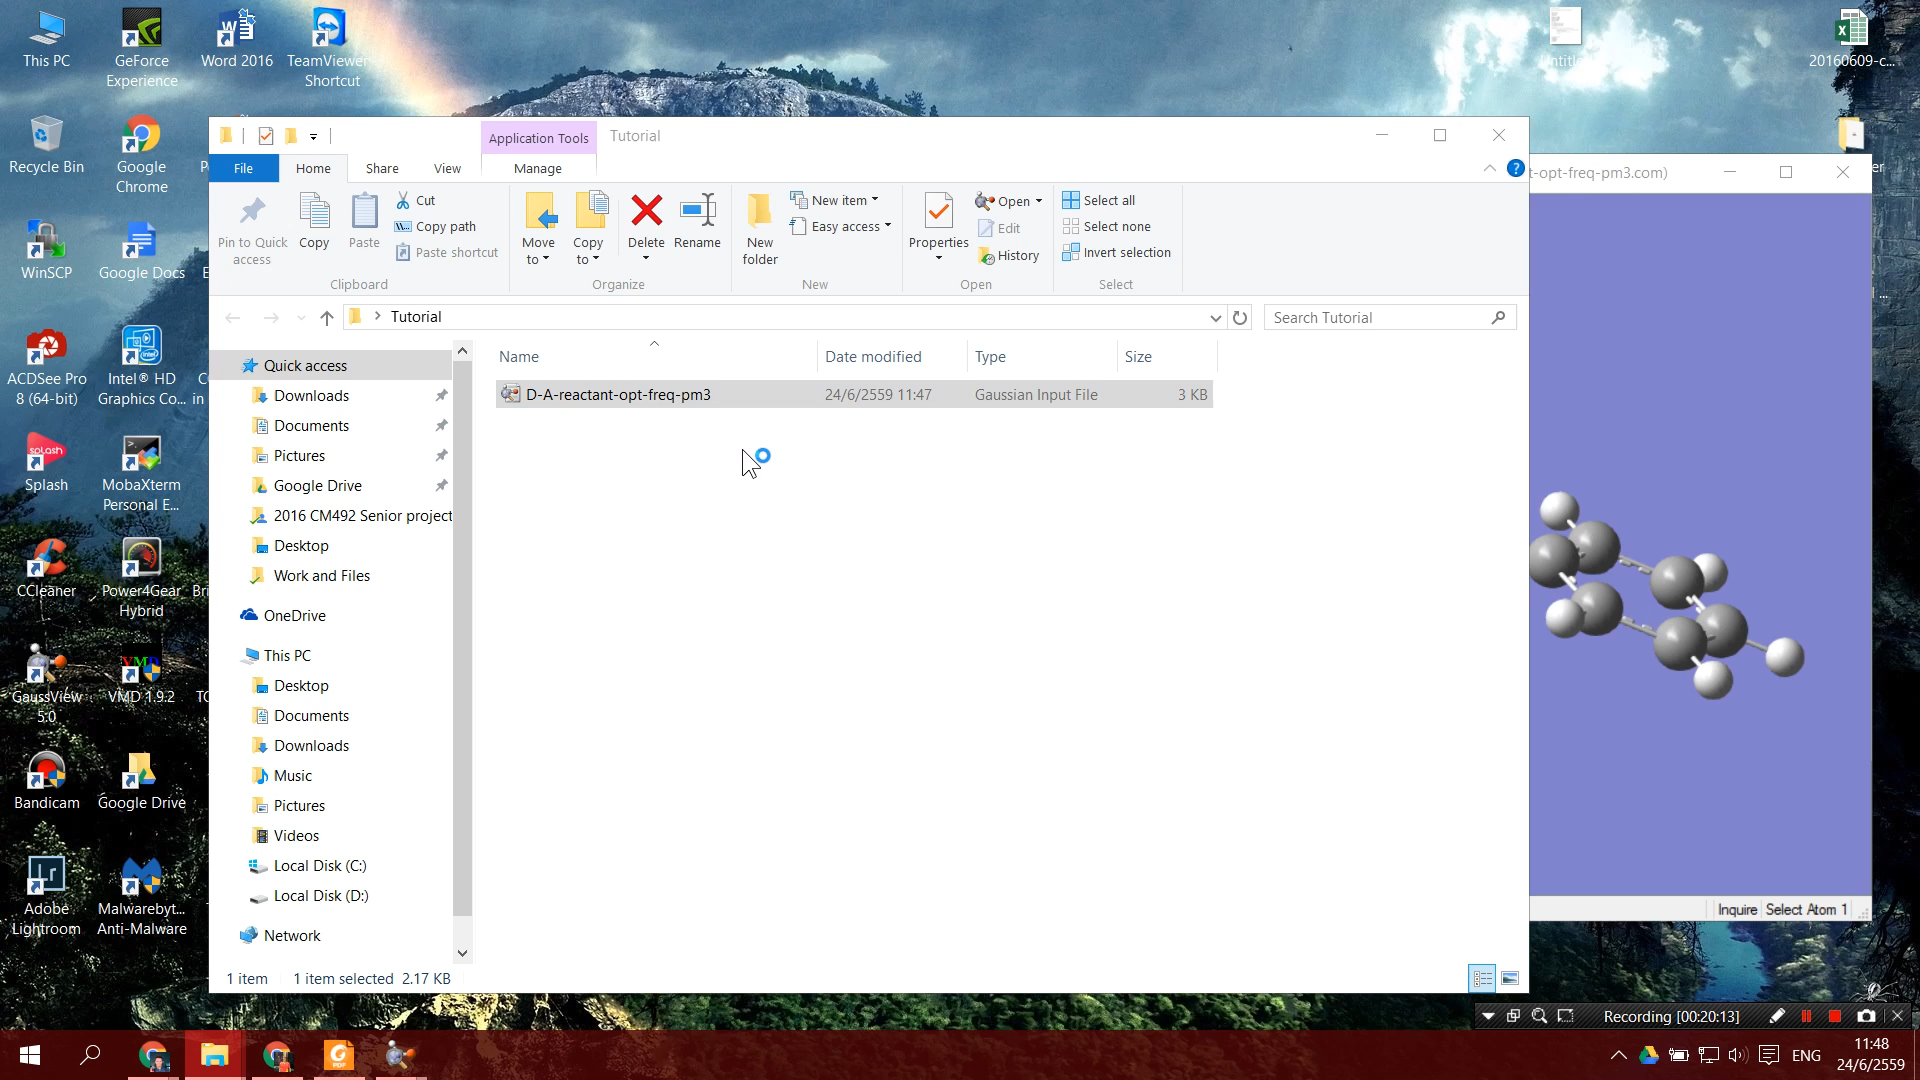 This PC
GeForce
Experience
Word 2016
TeamViewer
Shortcut
20160609-c...
Recycle Bin
Google
Chrome
WinSCP
Google Docs
ACDSee Pro
8 (64-bit)
Intel® HD
Graphics Co...
in
Splash
MobaXterm
Personal E...
CCleaner
Power4Gear
Hybrid
GaussView
5.0
VMD 1.9.2
Bandicam
Google Drive
Adobe
Lightroom
Malwarebyt...
Anti-Malware
Application Tools
Tutorial
File
Home
Share
View
Manage
Pin to Quick
access
Copy
Paste
Cut
Copy path
Paste shortcut
Clipboard
Move
to
Copy
to
Delete
Rename
Organize
New
folder
New item
Easy access
New
Properties
Open
Edit
History
Open
Select all
Select none
Invert selection
Select
Tutorial
Search Tutorial
Quick access
Downloads
Documents
Pictures
Google Drive
2016 CM492 Senior project
Desktop
Work and Files
OneDrive
This PC
Desktop
Documents
Downloads
Music
Pictures
Videos
Local Disk (C:)
Local Disk (D:)
Network
Name
Date modified
Type
Size
D-A-reactant-opt-freq-pm3
24/6/2559 11:47
Gaussian Input File
3 KB
1 item
1 item selected 2.17 KB
t-opt-freq-pm3.com)
Inquire
Select Atom 1
Recording [00:20:13]
ENG
11:48
24/6/2559